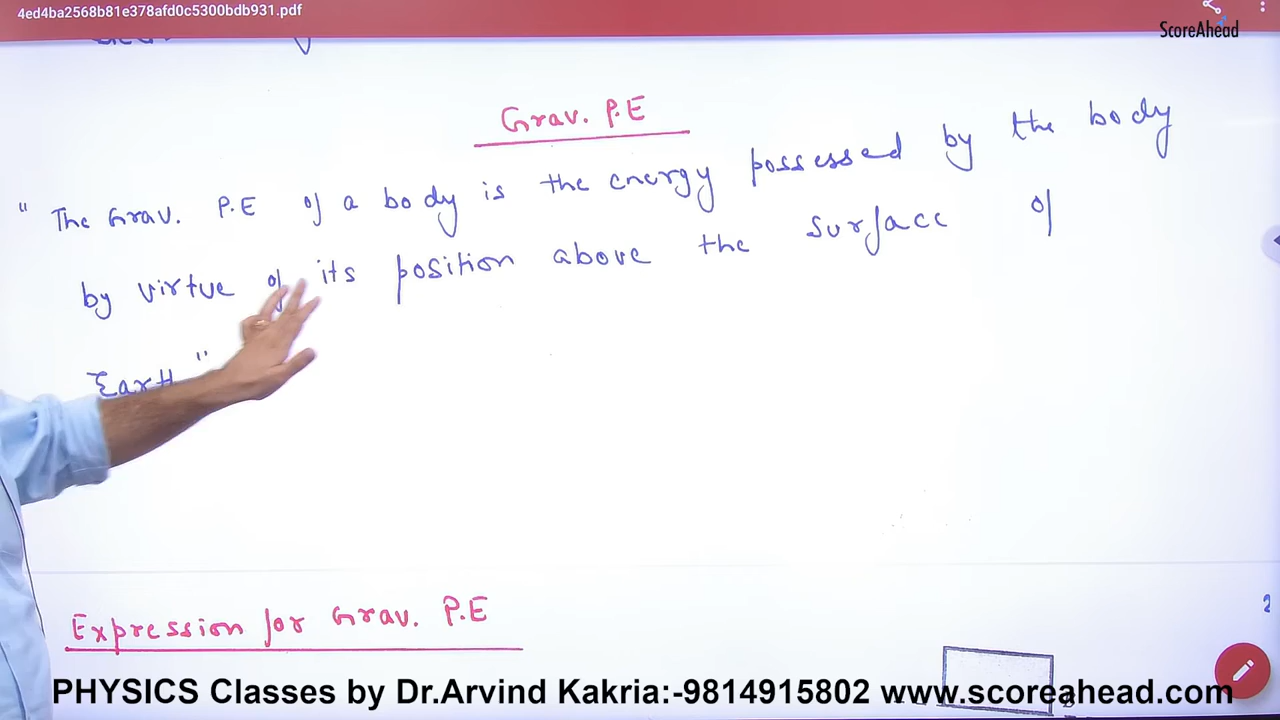 4ed4ba2568b81e378afd0c5300bdb931.pdf
ScoreAhead
Grav. P.E
" The Grav. P.E of a body is the energy possessed by the body
by virtue of its position above the surface of
Earth "
Expression for Grav. P.E
2
B
PHYSICS Classes by Dr.Arvind Kakria:-9814915802 www.scoreahead.com